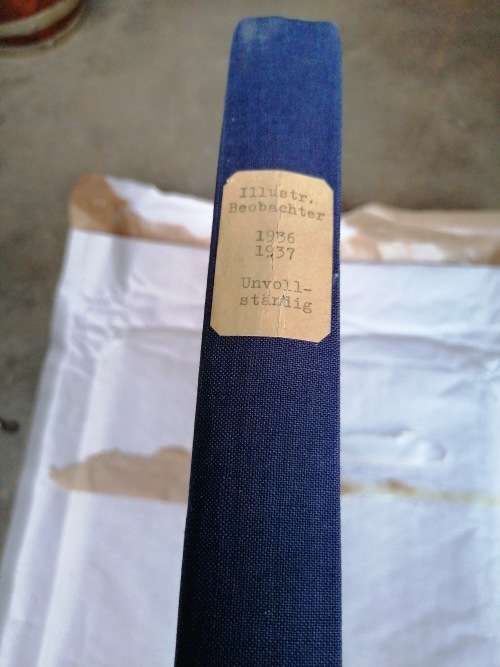 Illustr.
Beobachter
1936
1937
Unvoll-
ständig